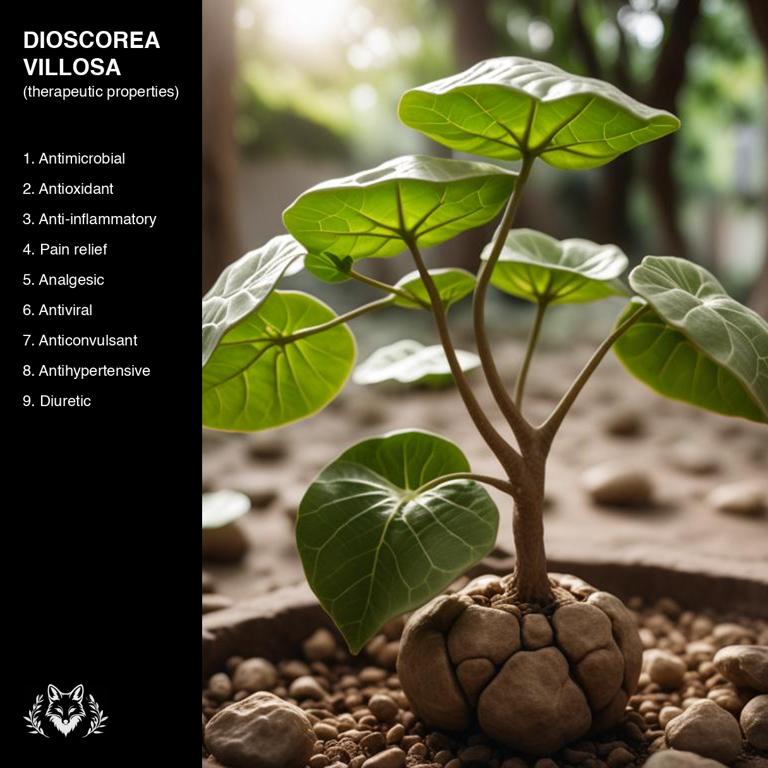 DIOSCOREA
VILLOSA
(therapeutic properties)
1. Antimicrobial
2. Antioxidant
3. Anti-inflammatory
4. Pain relief
5. Analgesic
6. Antiviral
7. Anticonvulsant
8. Antihypertensive
9. Diuretic